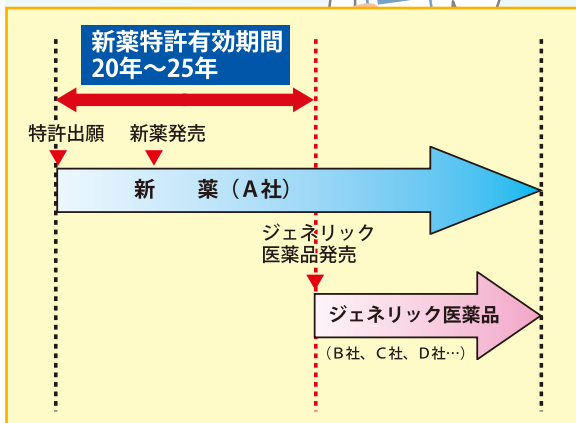 新薬特許有効期間
20年～25年
特許出願
新薬発売
新　　薬（A社）
ジェネリック
医薬品発売
ジェネリック医薬品
（B社、C社、D社…）